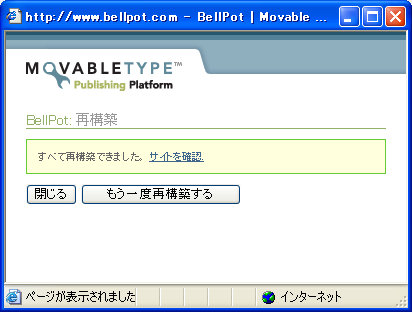 http://www.bellpot.com - BellPot | Movable ...
MOVABLETYPE™
Publishing Platform
BellPot: 再構築
すべて再構築できました。サイトを確認.
閉じる もう一度再構築する
ページが表示されました インターネット